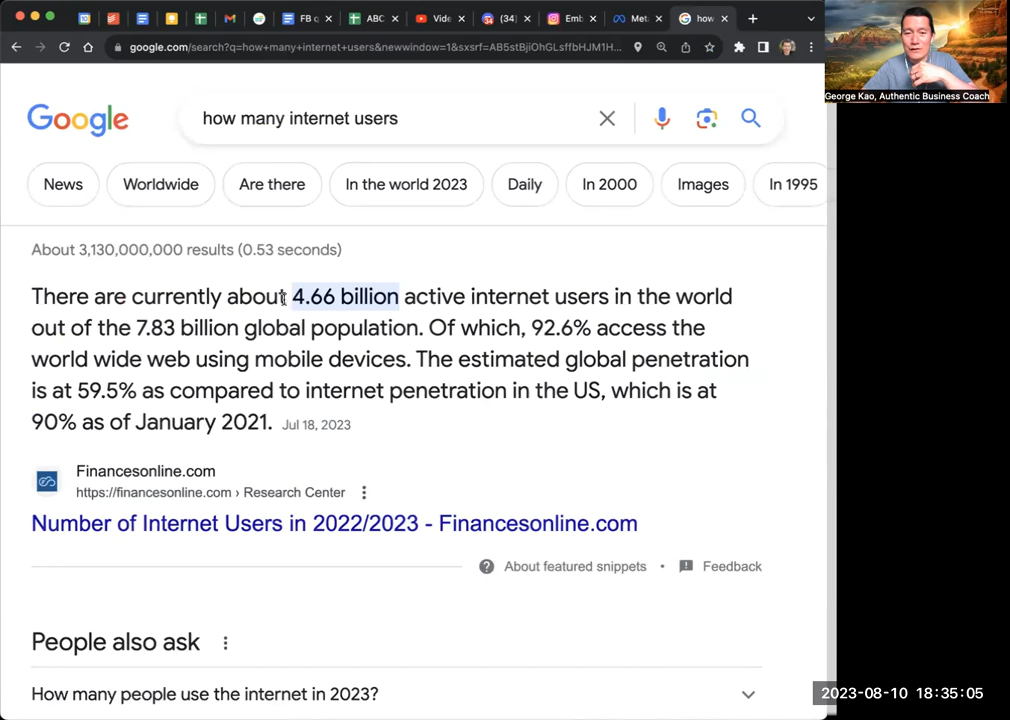 FB q
ABC
Vide
(34)
Emb
Meta
how
google.com/search?q=how+many+internet+users&newwindow=1&sxsrf=AB5stBjiOhGLsffbHJM1H...
George Kao, Authentic Business Coach
Google
how many internet users
News
Worldwide
Are there
In the world 2023
Daily
In 2000
Images
In 1995
About 3,130,000,000 results (0.53 seconds)
There are currently about 4.66 billion active internet users in the world
out of the 7.83 billion global population. Of which, 92.6% access the
world wide web using mobile devices. The estimated global penetration
is at 59.5% as compared to internet penetration in the US, which is at
90% as of January 2021. Jul 18, 2023
Financesonline.com
https://financesonline.com › Research Center
Number of Internet Users in 2022/2023 - Financesonline.com
About featured snippets • Feedback
People also ask
How many people use the internet in 2023?
2023-08-10 18:35:05